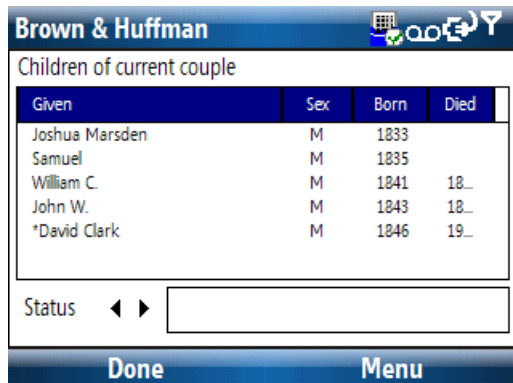 Brown & Huffman
Children of current couple
Given Sex Born Died
Joshua Marsden M 1833
Samuel M 1835
William C. M 1841 18...
John W. M 1843 18...
*David Clark M 1846 19...
Status
Done Menu